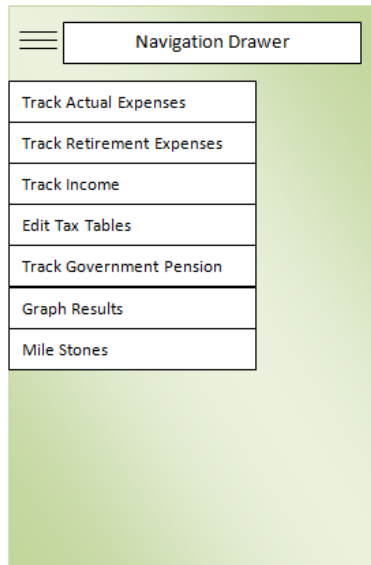 Navigation Drawer
Track Actual Expenses
Track Retirement Expenses
Track Income
Edit Tax Tables
Track Government Pension
Graph Results
Mile Stones